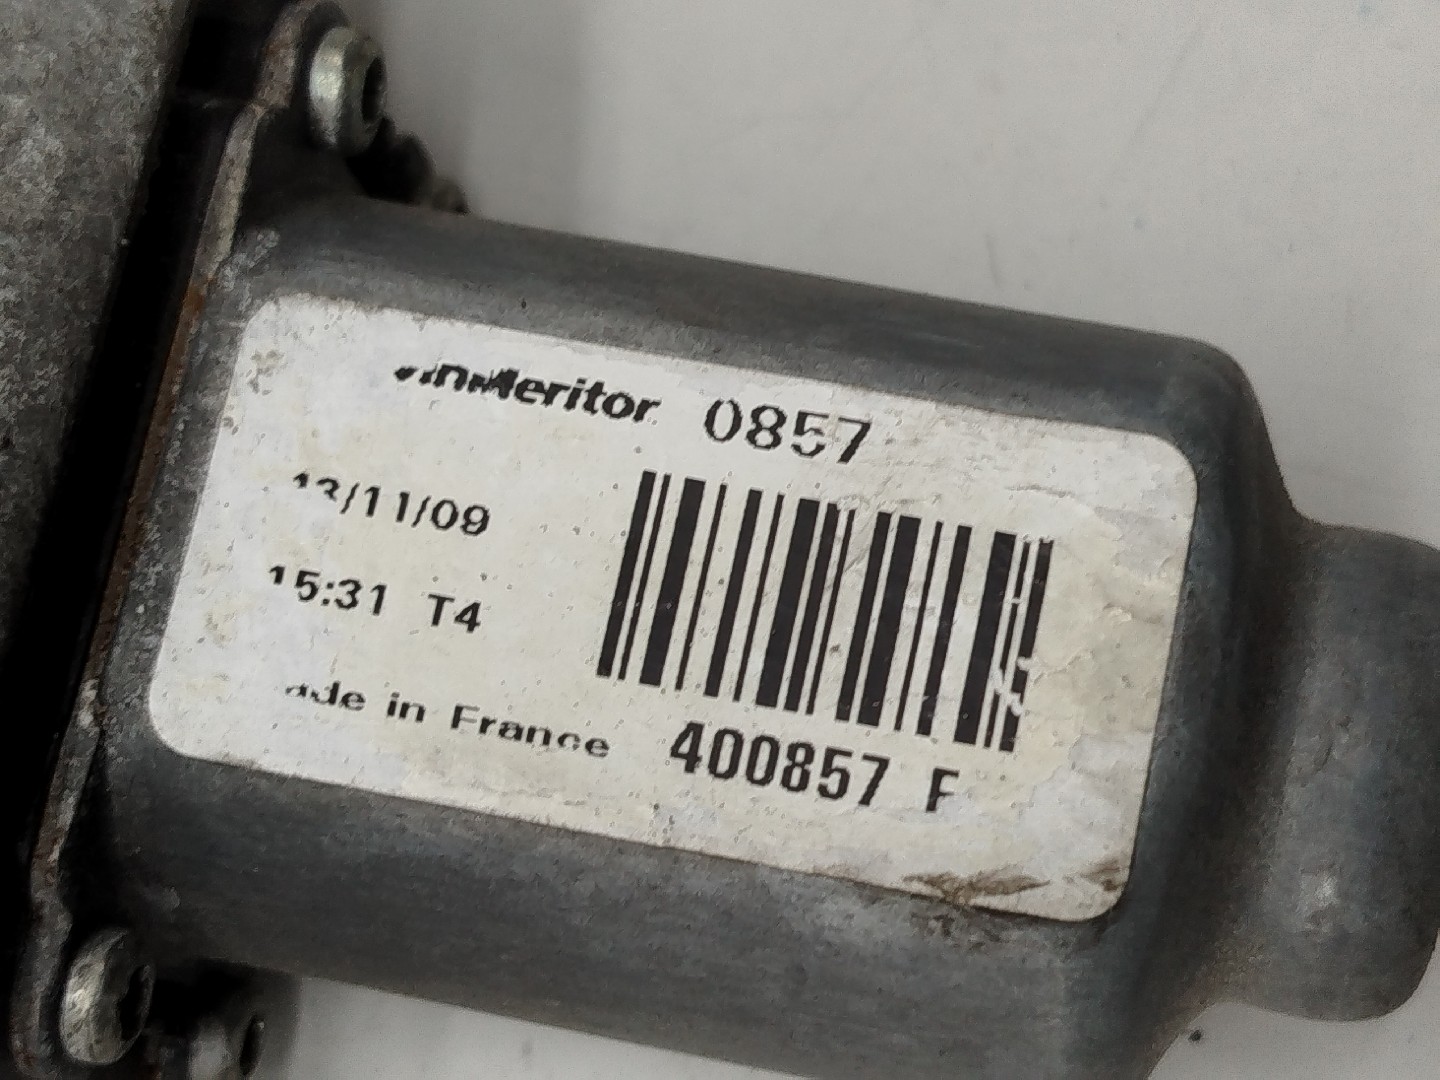 ArvinMeritor 0857
13/11/09
15:31 T4
Made in France
400857 F